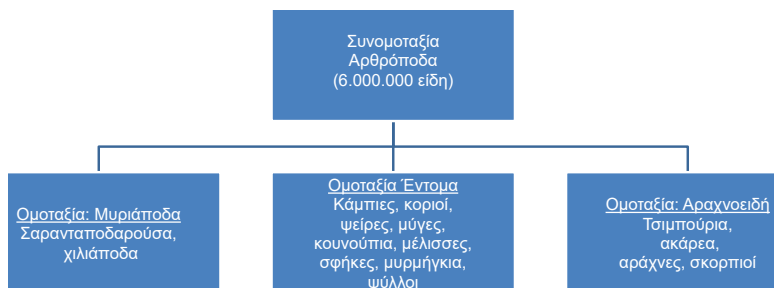 Συνομοταξία
Αρθρόποδα
(6.000.000 είδη)
Ομοταξία: Μυριάποδα
Σαρανταποδαρούσα,
χιλιάποδα
Ομοταξία Έντομα
Κάμπιες, κοριοί,
ψείρες, μύγες,
κουνούπια, μέλισσες,
σφήκες, μυρμήγκια,
ψύλλοι
Ομοταξία: Αραχνοειδή
Τσιμπούρια,
ακάρεα,
αράχνες, σκορπιοί